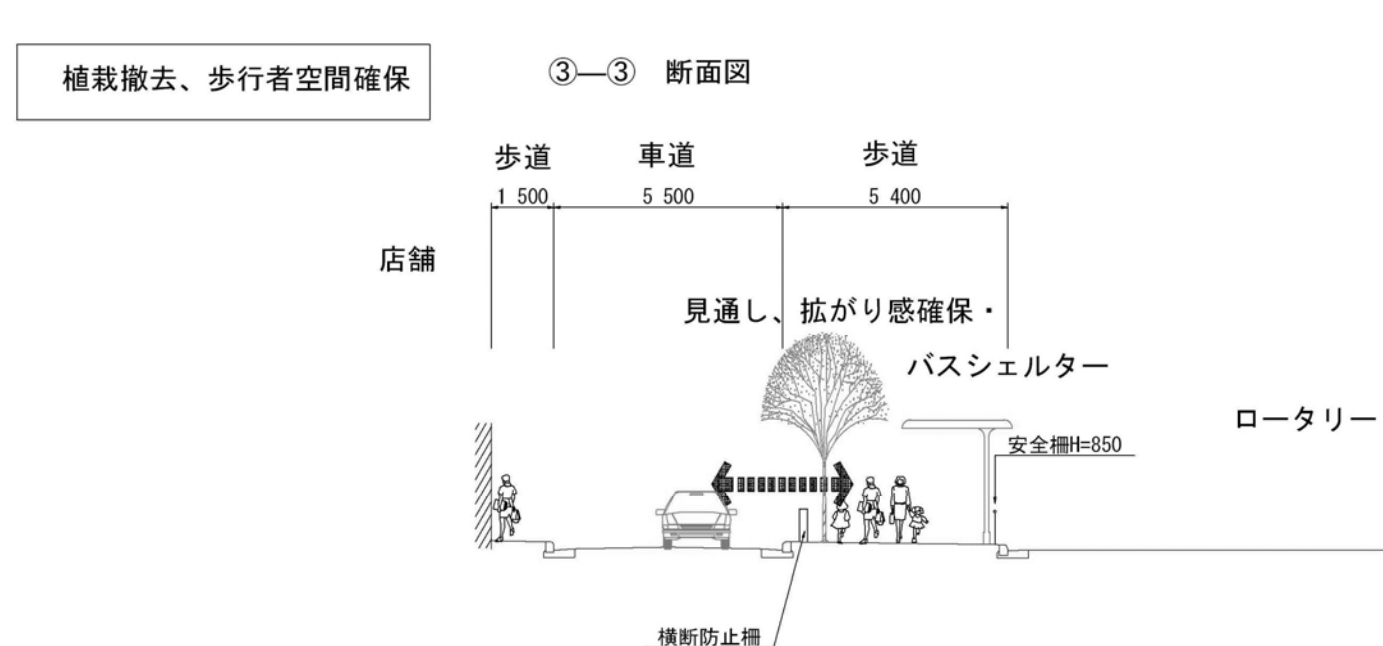 植栽撤去、歩行者空間確保
③―③ 断面図
歩道 車道 歩道
1 500 5 500 5 400
店舗
見通し、拡がり感確保・
バスシェルター
ロータリー
安全柵H=850
横断防止柵